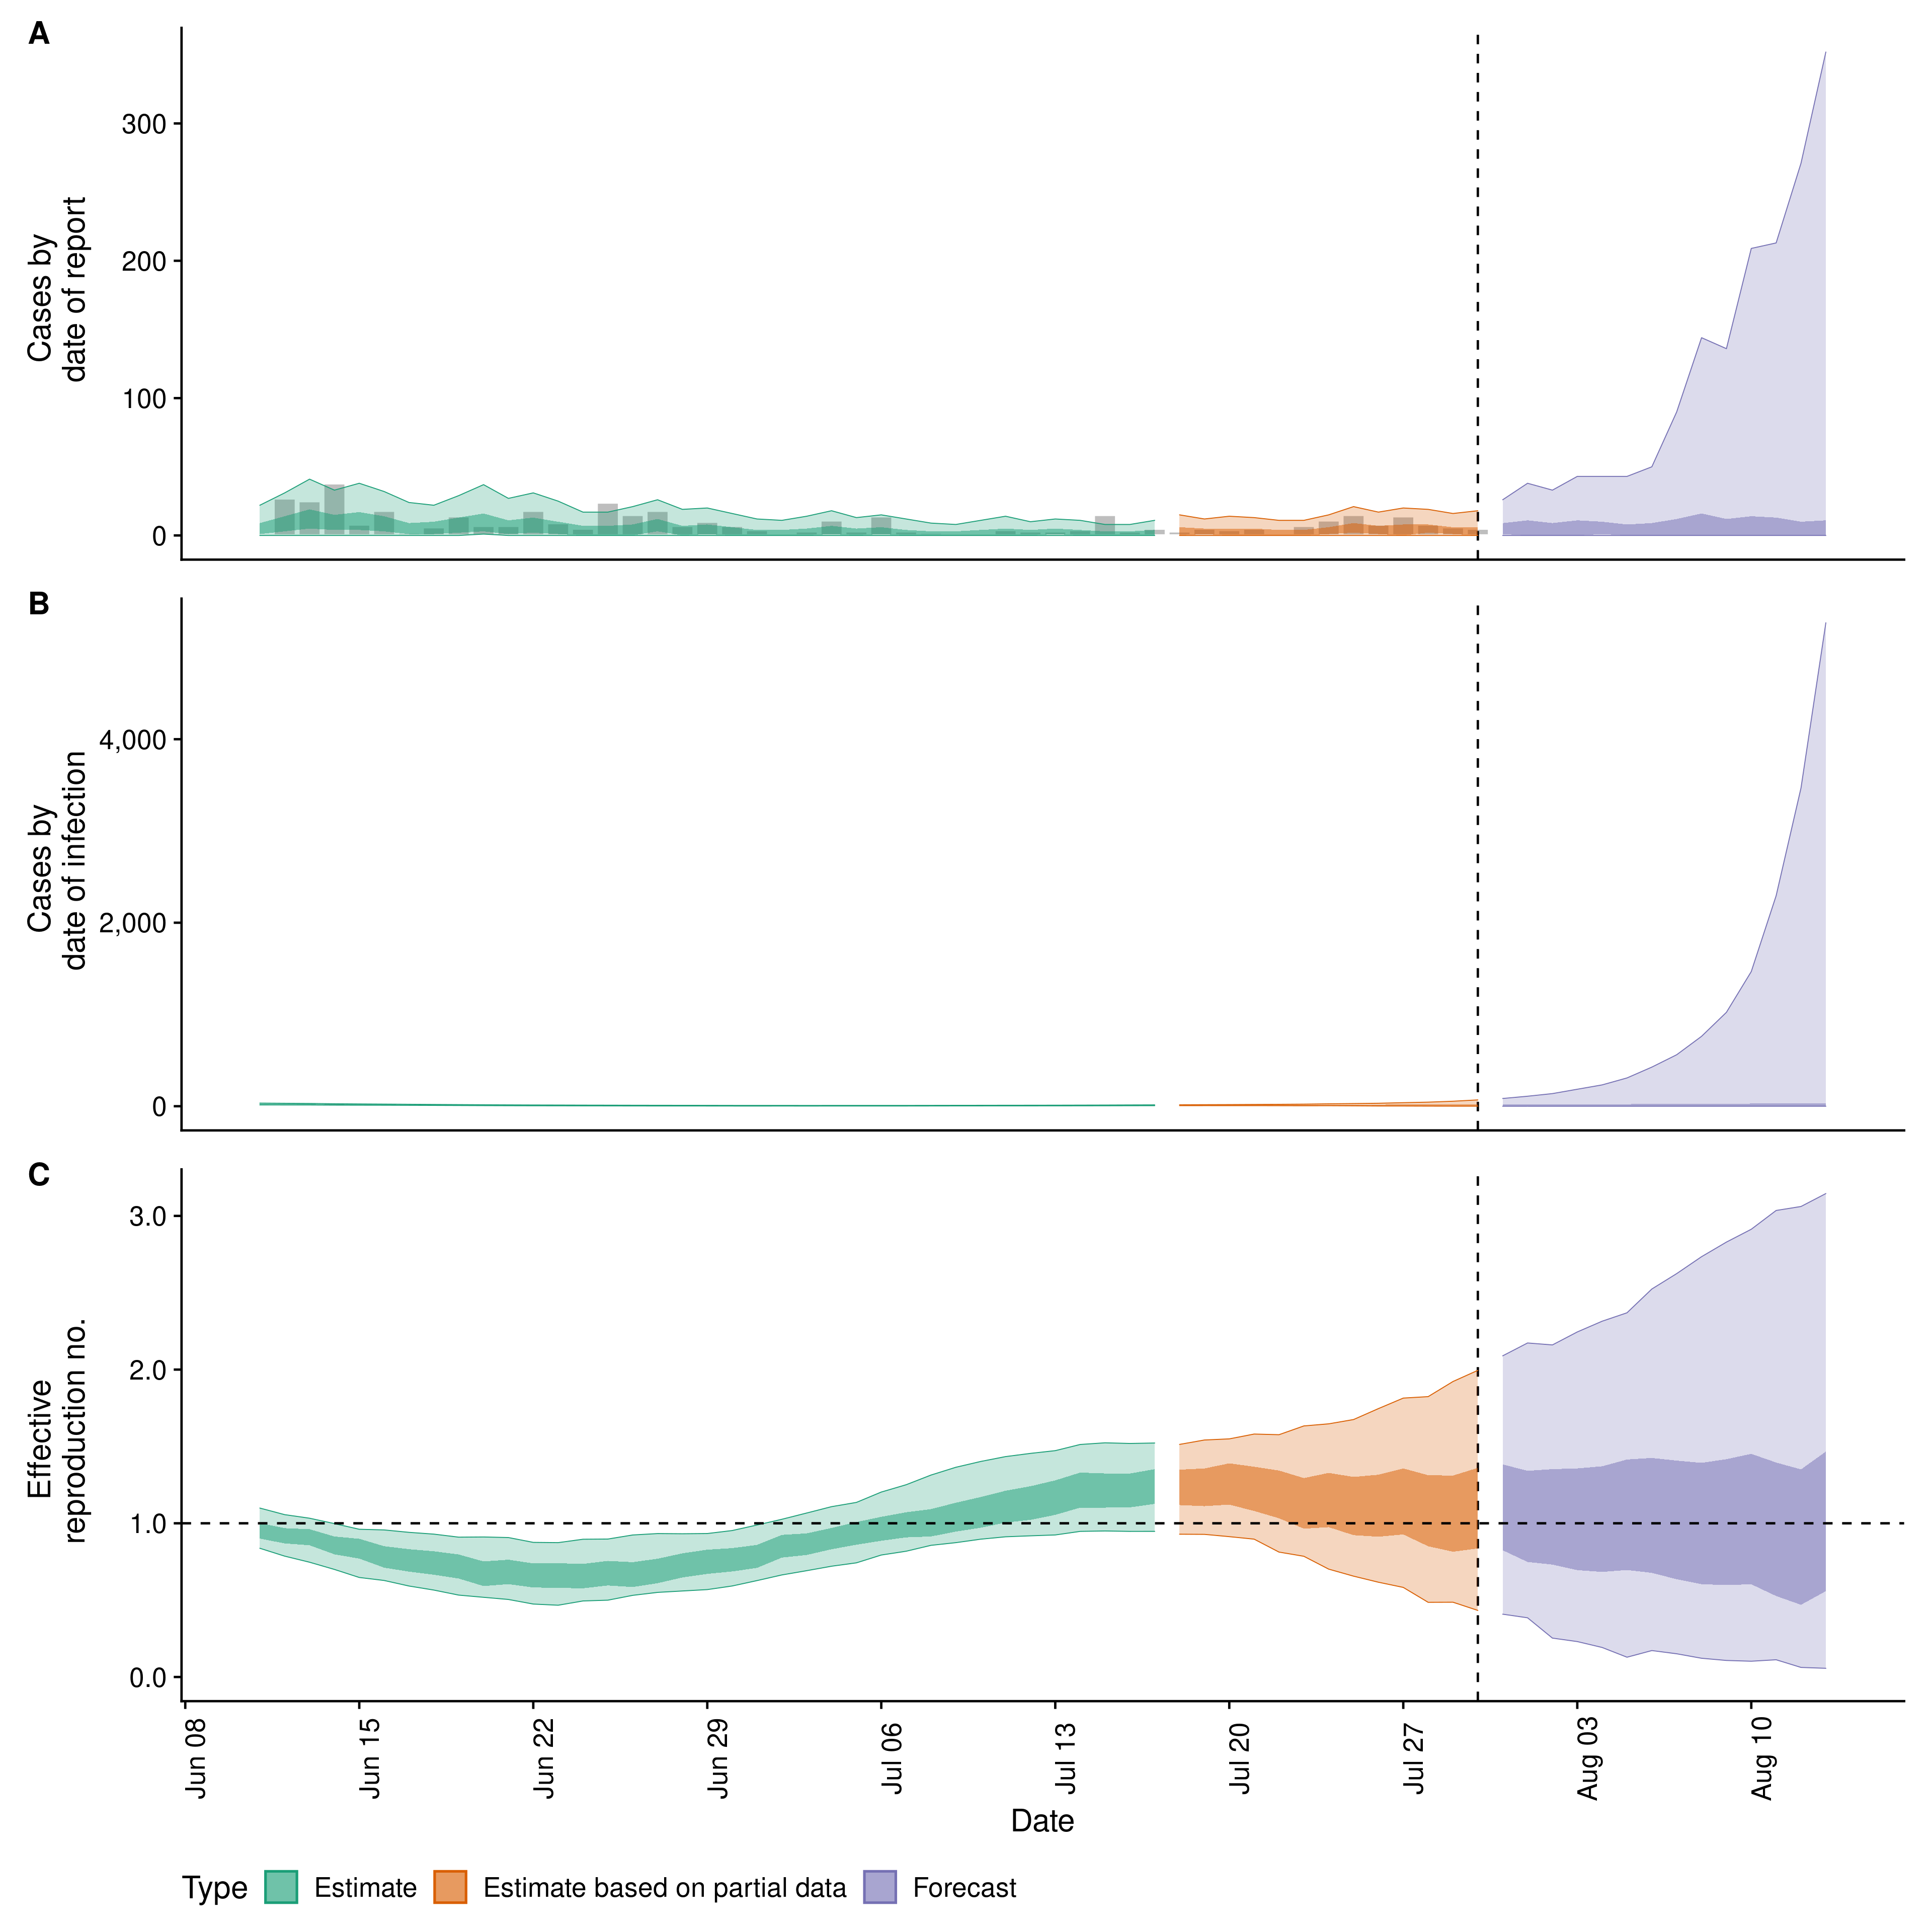 A
Cases by
date of report
300
200
100
0
B
Cases by
date of infection
4,000
2,000
0
C
Effective
reproduction no.
3.0
2.0
1.0
0.0
Jun 08
Jun 15
Jun 22
Jun 29
Jul 06
Jul 13
Jul 20
Jul 27
Aug 03
Aug 10
Date
Type Estimate Estimate based on partial data Forecast